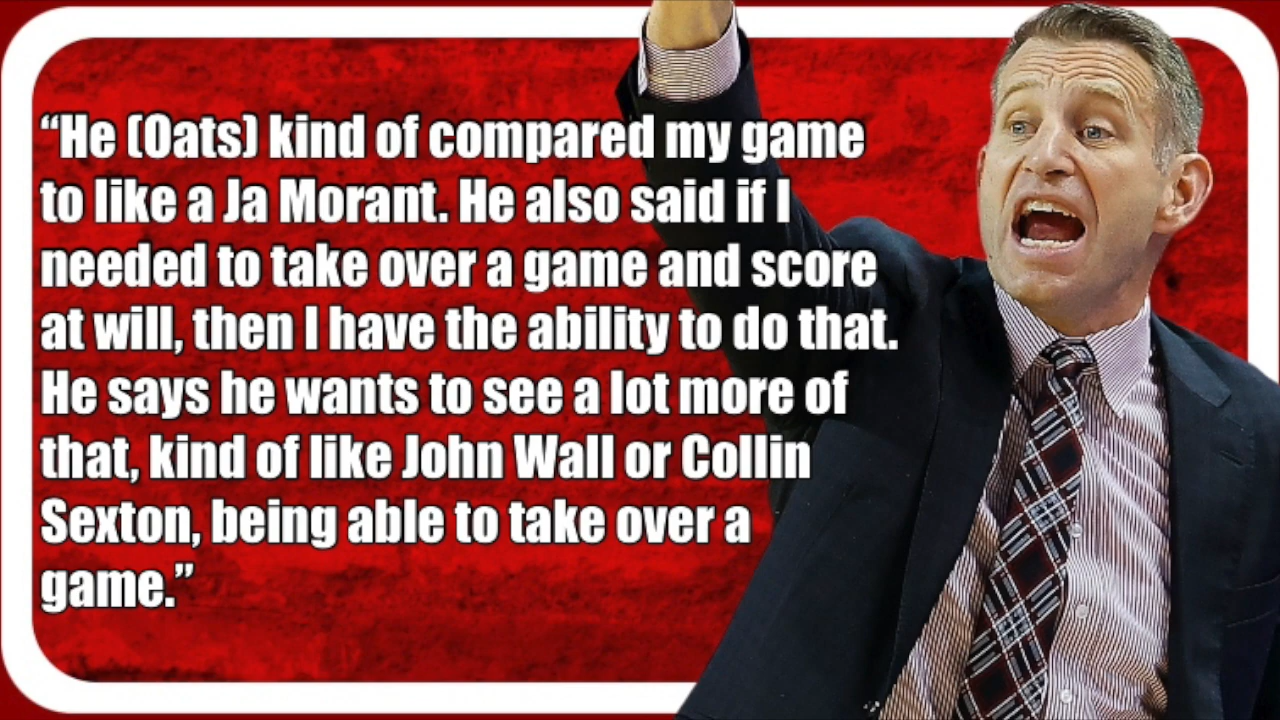 “He (Oats) kind of compared my game
to like a Ja Morant. He also said if I
needed to take over a game and score
at will, then I have the ability to do that.
He says he wants to see a lot more of
that, kind of like John Wall or Collin
Sexton, being able to take over a
game.”